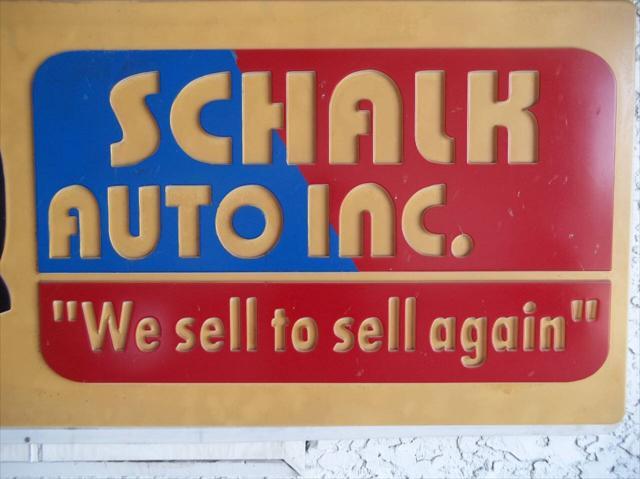 SCHALK
AUTO INC.
"We sell to sell again"